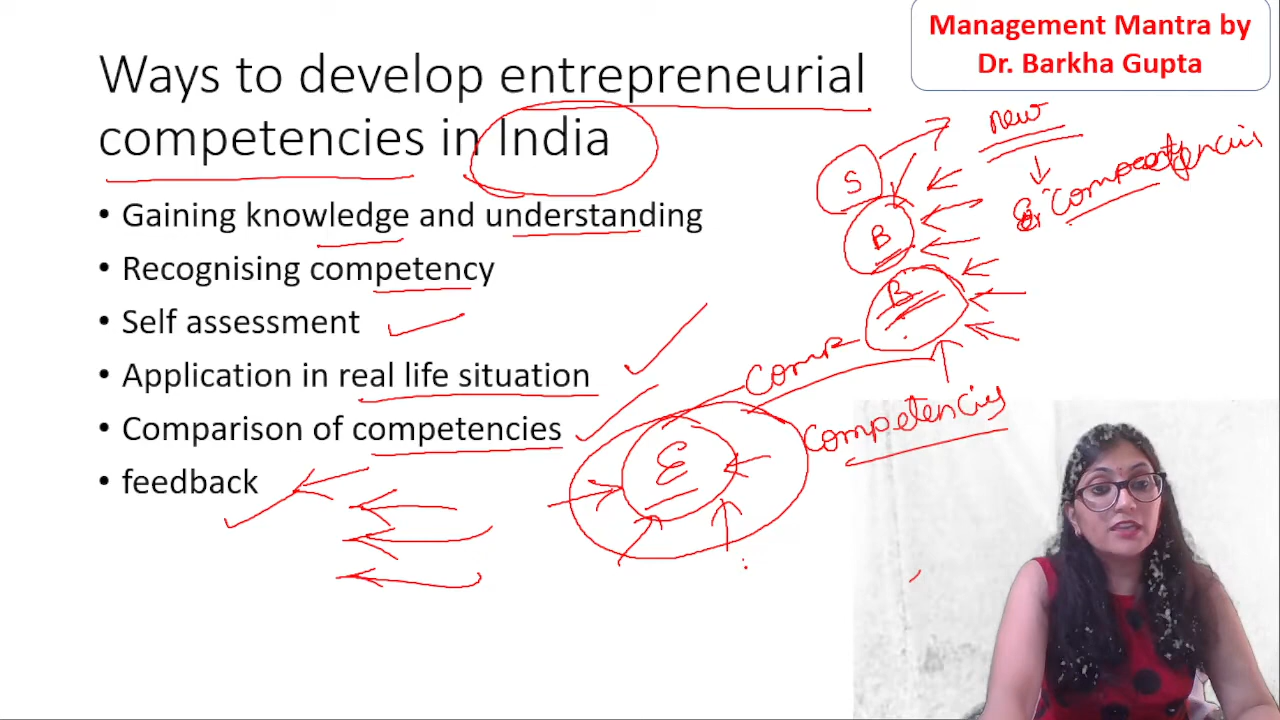 Management Mantra by
Dr. Barkha Gupta
Ways to develop entrepreneurial
competencies in India
• Gaining knowledge and understanding
• Recognising competency
• Self assessment
• Application in real life situation
• Comparison of competencies
• feedback
new
S
B
B
Comp
Competencies
E